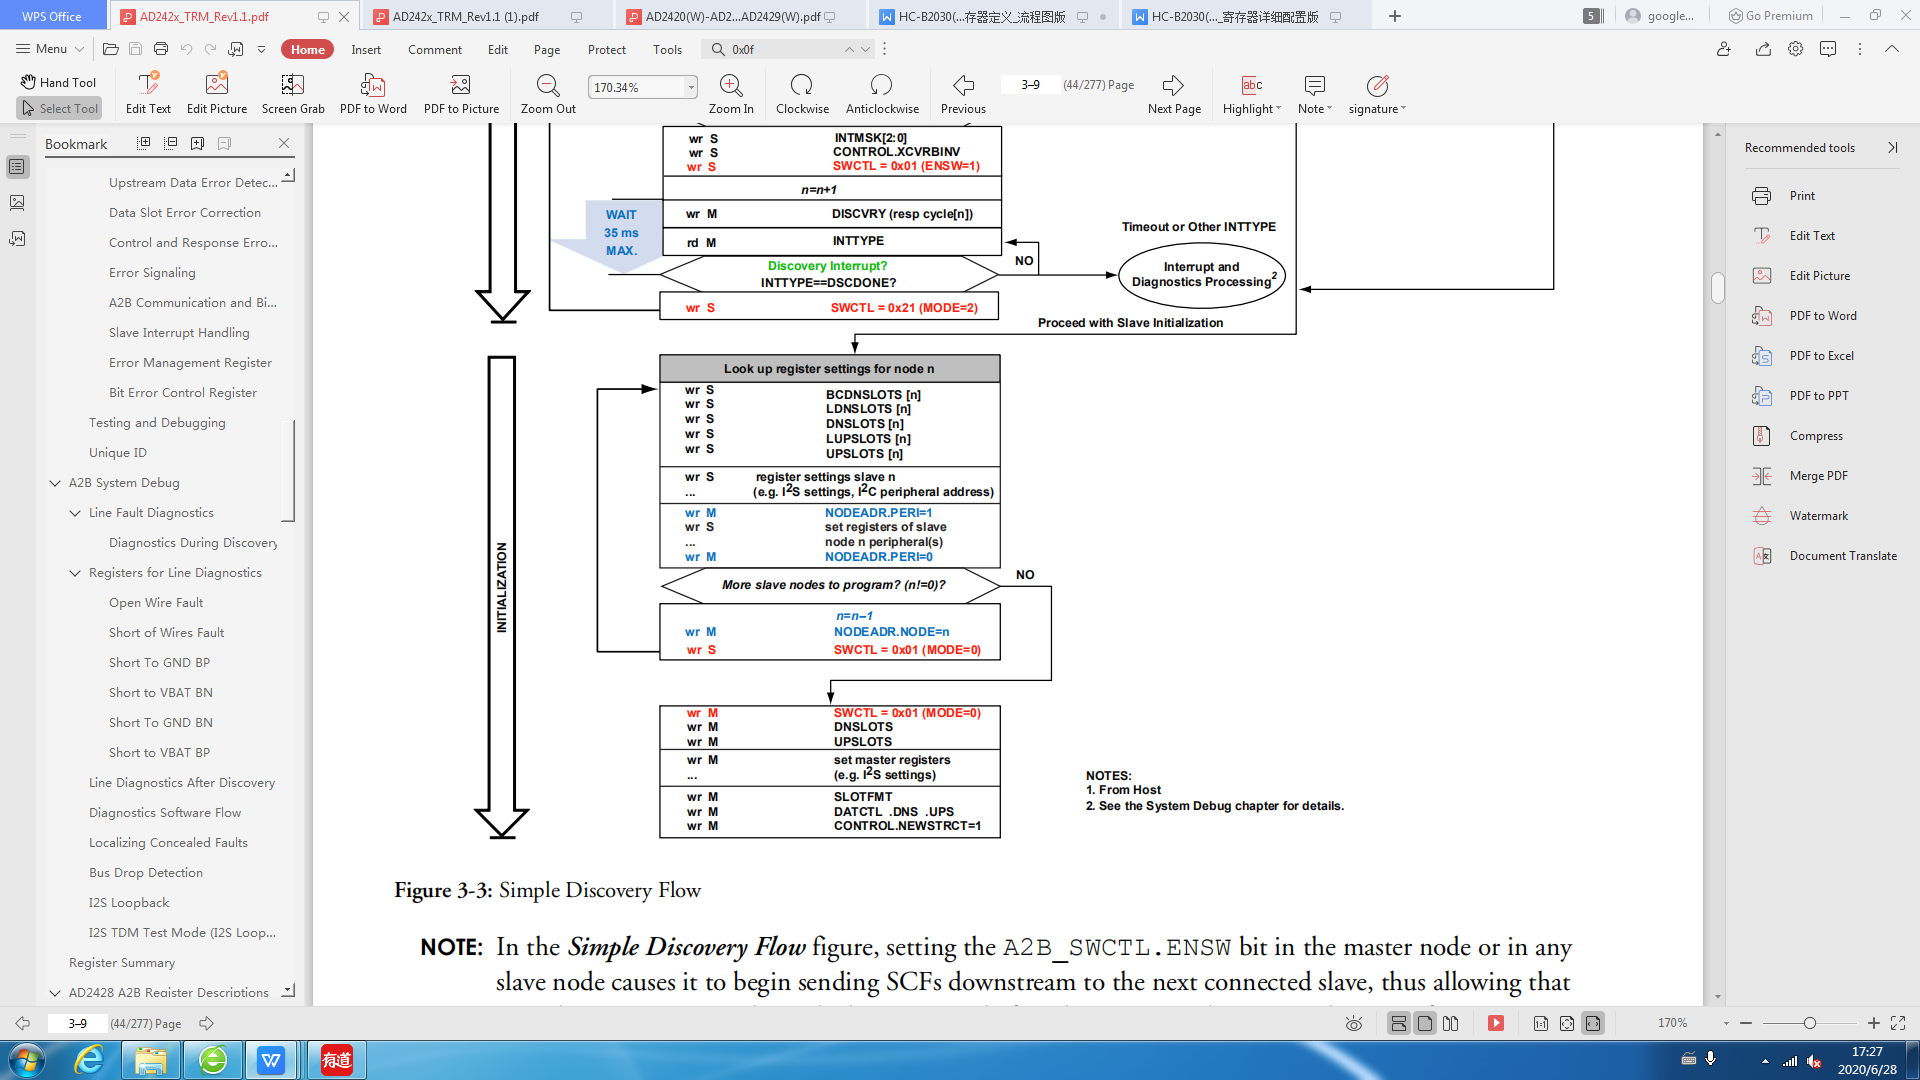 WPS Office
AD242x_TRM_Rev1.1.pdf
AD242x_TRM_Rev1.1 (1).pdf
AD2420(W)-AD2...AD2429(W).pdf
HC-B2030(...存器定义_流程图版
HC-B2030(..._寄存器详细配置版
5
google...
Go Premium
Menu
Home
Insert
Comment
Edit
Page
Protect
Tools
0x0f
Hand Tool
Select Tool
Edit Text
Edit Picture
Screen Grab
PDF to Word
PDF to Picture
Zoom Out
170.34%
Zoom In
Clockwise
Anticlockwise
Previous
3–9
(44/277) Page
Next Page
Highlight
Note
signature
Bookmark
Upstream Data Error Detec...
Data Slot Error Correction
Control and Response Erro...
Error Signaling
A2B Communication and Bi...
Slave Interrupt Handling
Error Management Register
Bit Error Control Register
Testing and Debugging
Unique ID
A2B System Debug
Line Fault Diagnostics
Diagnostics During Discovery
Registers for Line Diagnostics
Open Wire Fault
Short of Wires Fault
Short To GND BP
Short to VBAT BN
Short To GND BN
Short to VBAT BP
Line Diagnostics After Discovery
Diagnostics Software Flow
Localizing Concealed Faults
Bus Drop Detection
I2S Loopback
I2S TDM Test Mode (I2S Loop...
Register Summary
AD2428 A2B Register Descriptions
wr S INTMSK[2:0]
wr S CONTROL.XCVRBINV
wr S SWCTL = 0x01 (ENSW=1)
n=n+1
wr M DISCVRY (resp cycle[n])
rd M INTTYPE
WAIT
35 ms
MAX.
Discovery Interrupt?
INTTYPE==DSCDONE?
NO
Timeout or Other INTTYPE
Interrupt and
Diagnostics Processing2
wr S SWCTL = 0x21 (MODE=2)
Proceed with Slave Initialization
INITIALIZATION
Look up register settings for node n
wr S BCDNSLOTS [n]
wr S LDNSLOTS [n]
wr S DNSLOTS [n]
wr S LUPSLOTS [n]
wr S UPSLOTS [n]
wr S register settings slave n
... (e.g. I2S settings, I2C peripheral address)
wr M NODEADR.PERI=1
wr S set registers of slave
... node n peripheral(s)
wr M NODEADR.PERI=0
More slave nodes to program? (n!=0)?
NO
n=n–1
wr M NODEADR.NODE=n
wr S SWCTL = 0x01 (MODE=0)
wr M SWCTL = 0x01 (MODE=0)
wr M DNSLOTS
wr M UPSLOTS
wr M set master registers
... (e.g. I2S settings)
wr M SLOTFMT
wr M DATCTL .DNS .UPS
wr M CONTROL.NEWSTRCT=1
NOTES:
1. From Host
2. See the System Debug chapter for details.
Figure 3-3: Simple Discovery Flow
NOTE: In the Simple Discovery Flow figure, setting the A2B_SWCTL.ENSW bit in the master node or in any
slave node causes it to begin sending SCFs downstream to the next connected slave, thus allowing that
Recommended tools
Print
Edit Text
Edit Picture
PDF to Word
PDF to Excel
PDF to PPT
Compress
Merge PDF
Watermark
Document Translate
3–9
(44/277) Page
170%
有道
17:27
2020/6/28